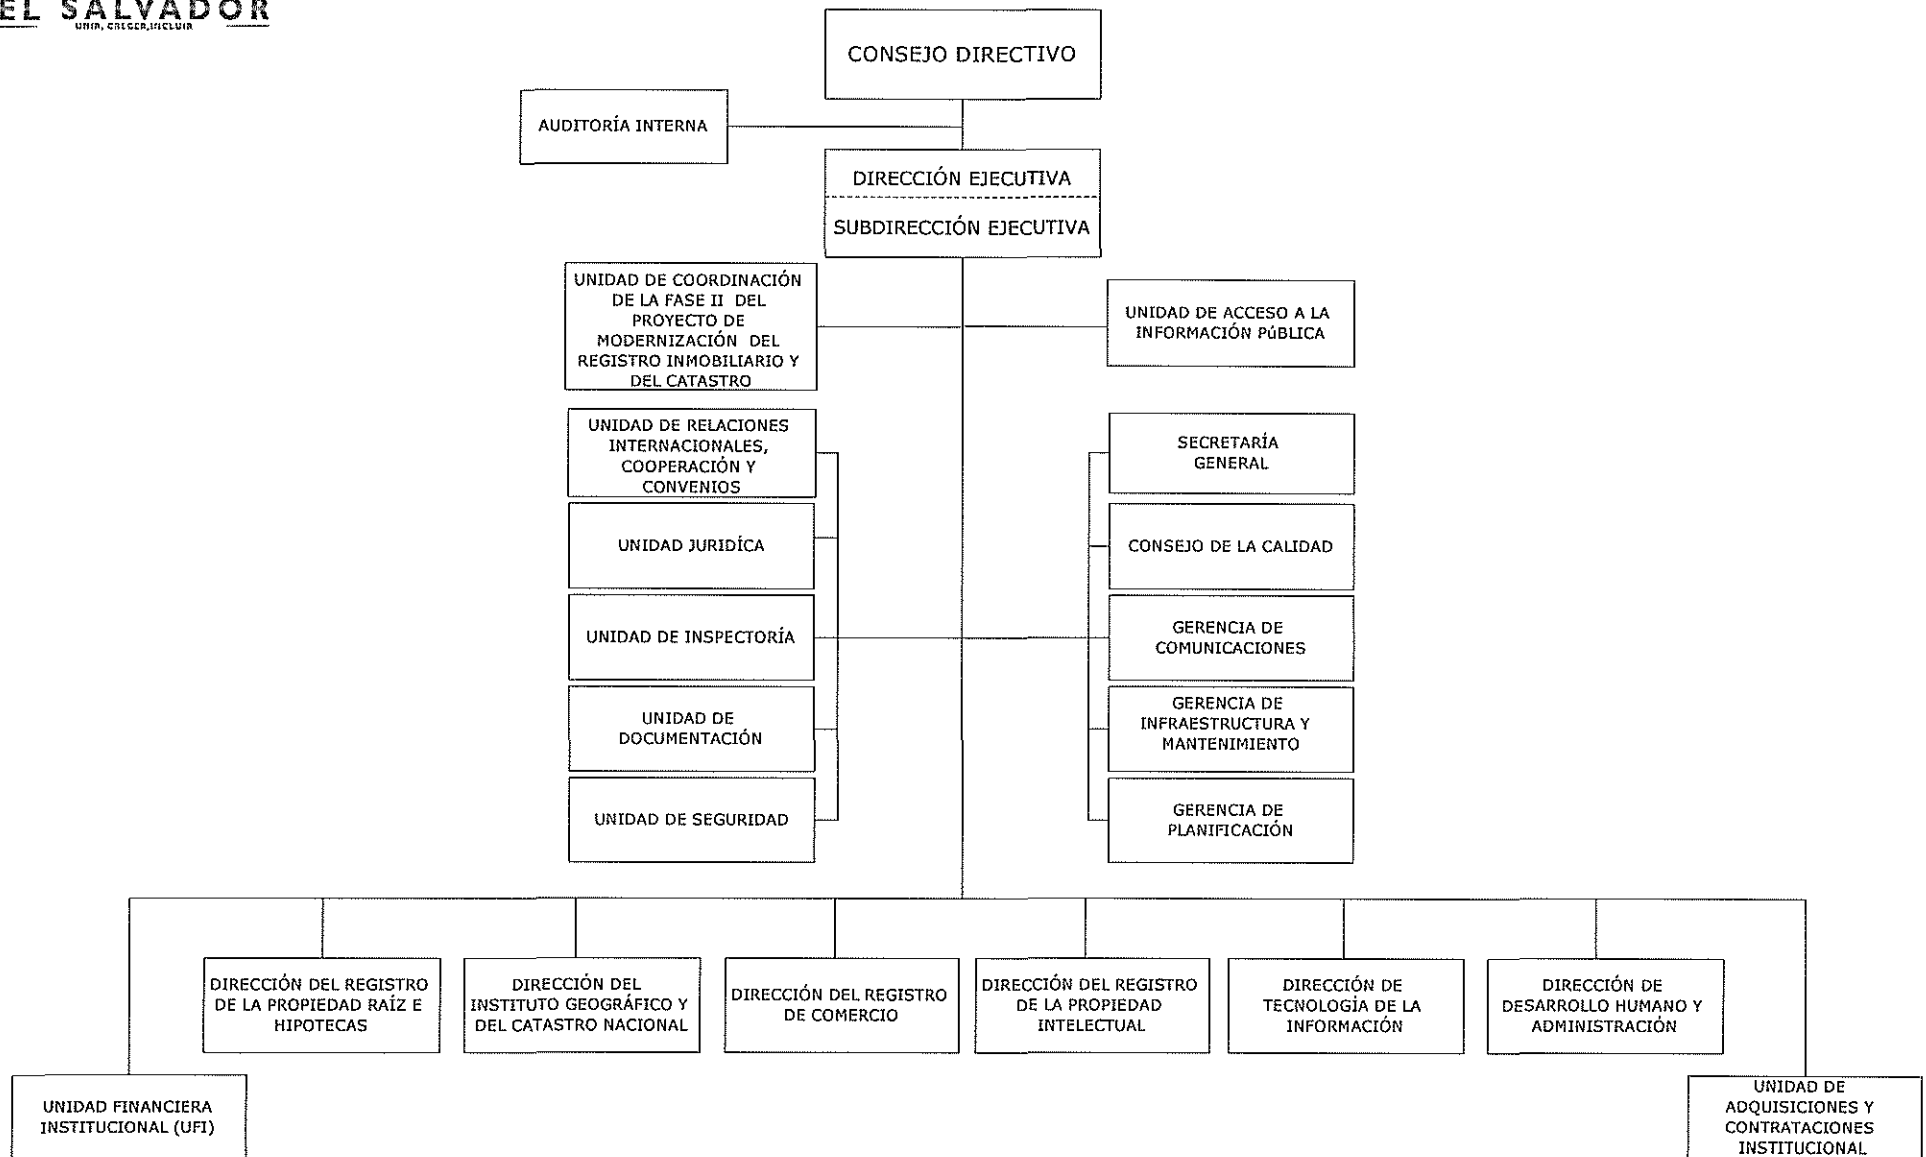 EL SALVADOR
UNIR, CRECER, INCLUIR
CONSEJO DIRECTIVO
AUDITORÍA INTERNA
DIRECCIÓN EJECUTIVA
SUBDIRECCIÓN EJECUTIVA
UNIDAD DE COORDINACIÓN
DE LA FASE II DEL
PROYECTO DE
MODERNIZACIÓN DEL
REGISTRO INMOBILIARIO Y
DEL CATASTRO
UNIDAD DE ACCESO A LA
INFORMACIÓN PúBLICA
UNIDAD DE RELACIONES
INTERNACIONALES,
COOPERACIÓN Y
CONVENIOS
SECRETARÍA
GENERAL
UNIDAD JURIDÍCA
CONSEJO DE LA CALIDAD
UNIDAD DE INSPECTORÍA
GERENCIA DE
COMUNICACIONES
UNIDAD DE
DOCUMENTACIÓN
GERENCIA DE
INFRAESTRUCTURA Y
MANTENIMIENTO
UNIDAD DE SEGURIDAD
GERENCIA DE
PLANIFICACIÓN
DIRECCIÓN DEL REGISTRO
DE LA PROPIEDAD RAÍZ E
HIPOTECAS
DIRECCIÓN DEL
INSTITUTO GEOGRÁFICO Y
DEL CATASTRO NACIONAL
DIRECCIÓN DEL REGISTRO
DE COMERCIO
DIRECCIÓN DEL REGISTRO
DE LA PROPIEDAD
INTELECTUAL
DIRECCIÓN DE
TECNOLOGÍA DE LA
INFORMACIÓN
DIRECCIÓN DE
DESARROLLO HUMANO Y
ADMINISTRACIÓN
UNIDAD FINANCIERA
INSTITUCIONAL (UFI)
UNIDAD DE
ADQUISICIONES Y
CONTRATACIONES
INSTITUCIONAL